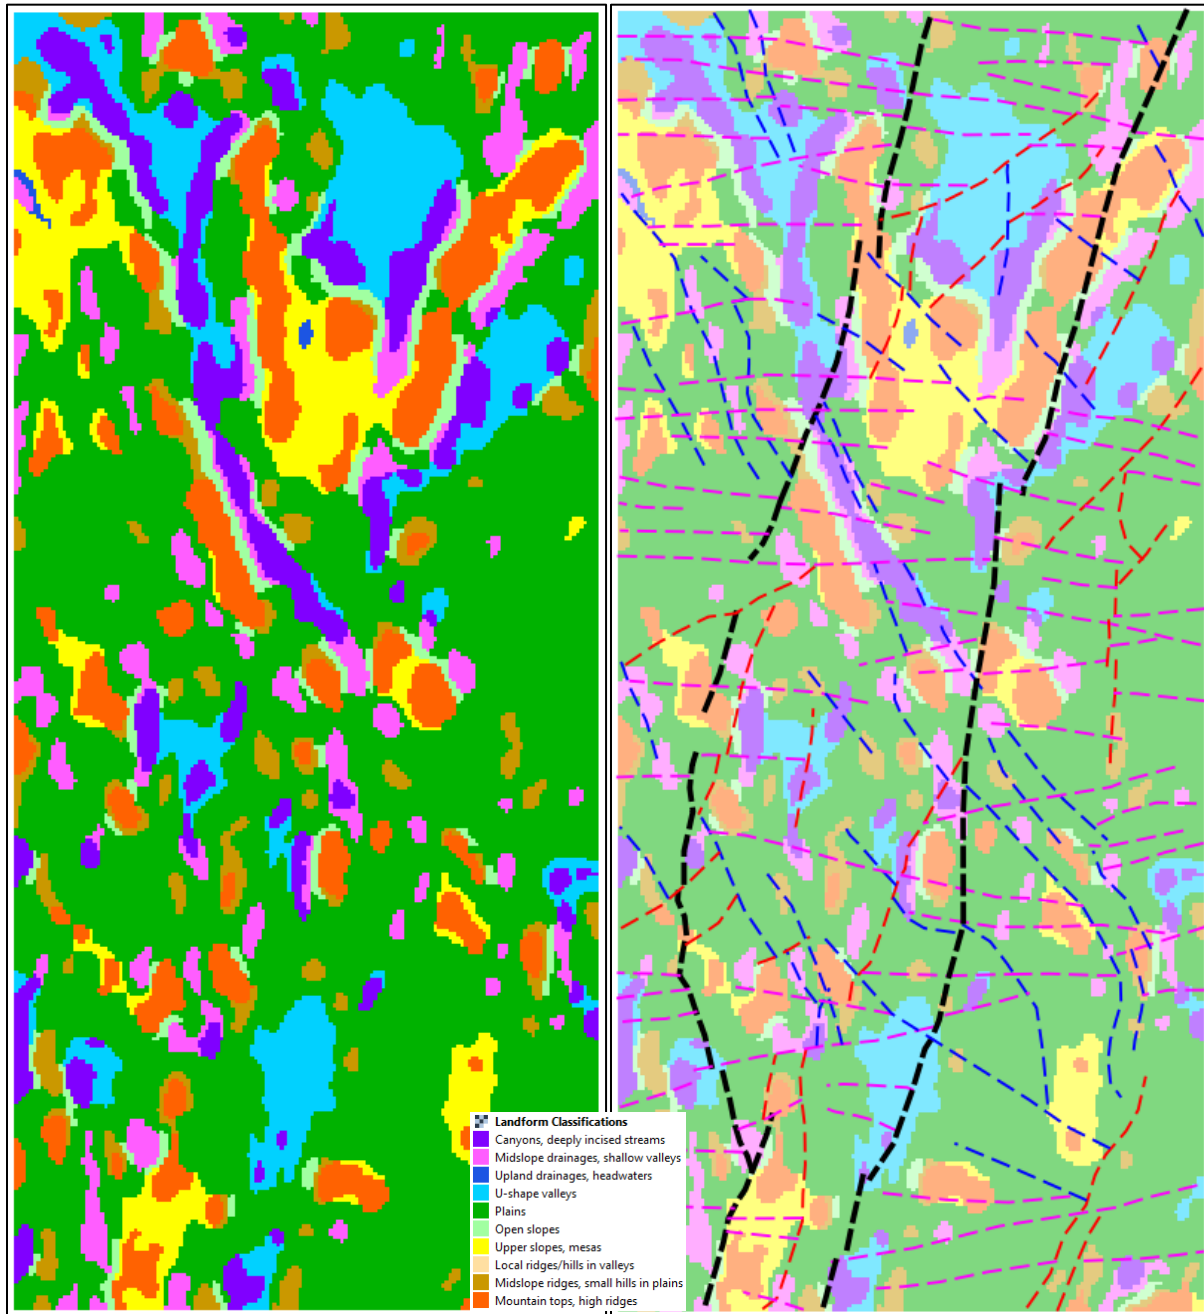 Landform Classifications
Canyons, deeply incised streams
Midslope drainages, shallow valleys
Upland drainages, headwaters
U-shape valleys
Plains
Open slopes
Upper slopes, mesas
Local ridges/hills in valleys
Midslope ridges, small hills in plains
Mountain tops, high ridges